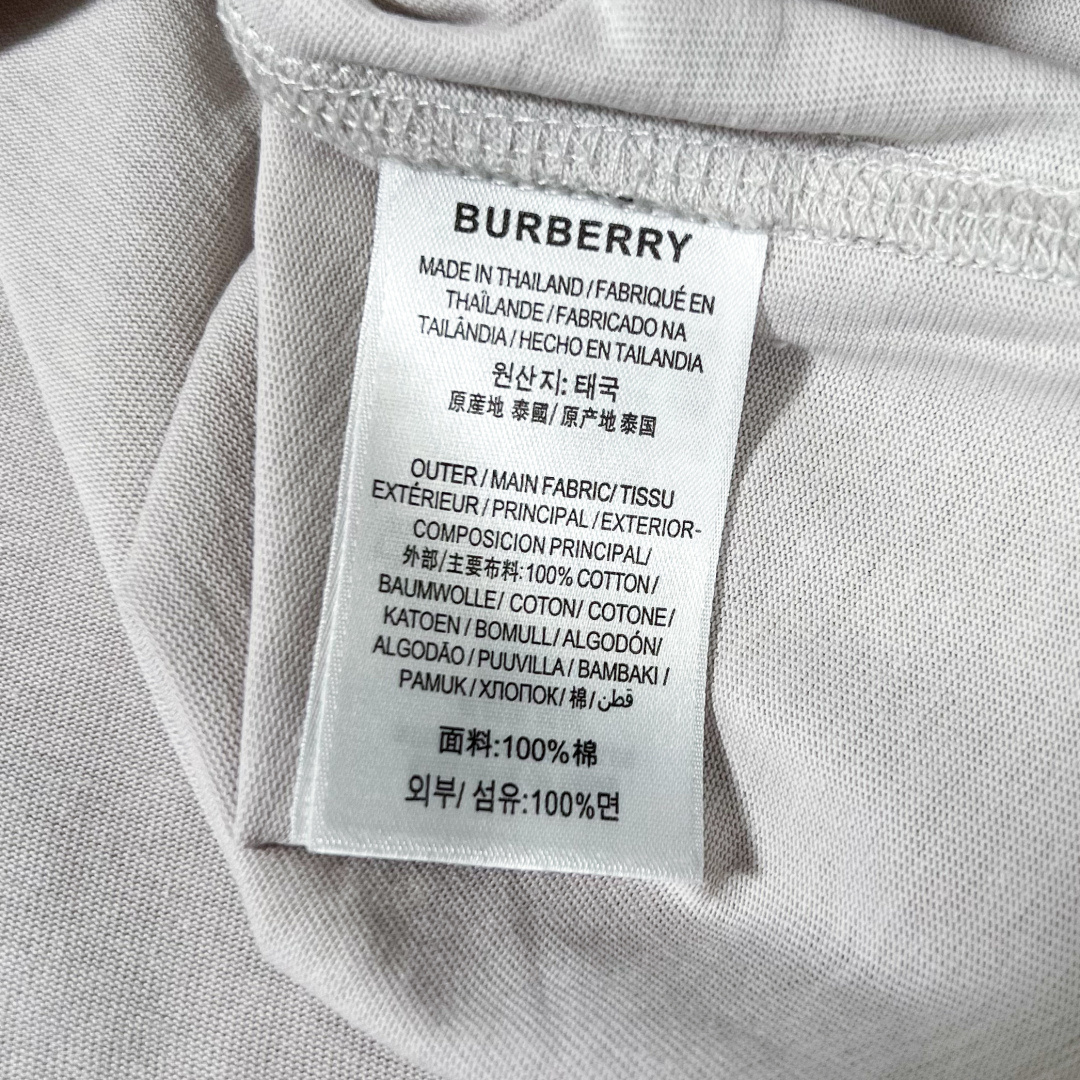 BURBERRY
MADE IN THAILAND / FABRIQUÉ EN
THAÏLANDE / FABRICADO NA
TAILÂNDIA / HECHO EN TAILANDIA
원산지: 태국
原産地 泰國/ 原产地 泰国
OUTER / MAIN FABRIC/ TISSU
EXTÉRIEUR / PRINCIPAL / EXTERIOR-
COMPOSICION PRINCIPAL/
外部/主要布料:100% COTTON /
BAUMWOLLE/ COTON/ COTONE/
KATOEN / BOMULL/ ALGODÓN/
ALGODÃO / PUUVILLA / BAMBAKI /
PAMUK / ХЛОПОК/ 棉/ قطن
面料:100%棉
외부/ 섬유:100%면